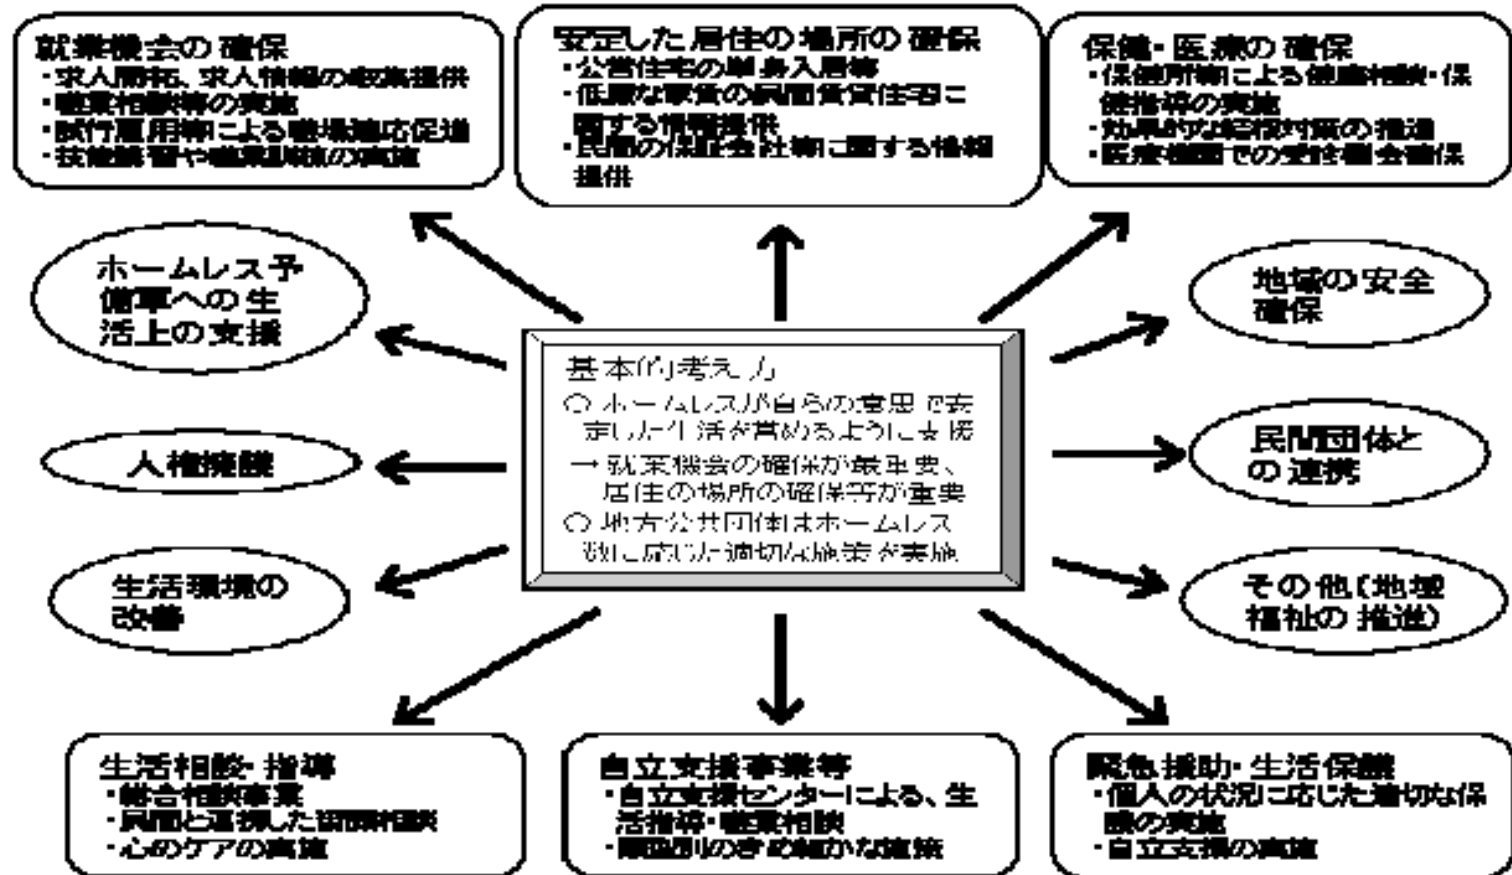 就業機会の確保
・求人開拓、求人情報の収集提供
・職業相談等の実施
・試行雇用等による職場適応促進
・技能講習や職業訓練の実施
安定した居住の場所の確保
・公営住宅の単身入居等
・低廉な家賃の民間賃貸住宅に
関する情報提供
・民間の保証会社等に関する情報
提供
保健・医療の確保
・保健所等による健康相談・保
健指導の実施
・効果的な結核対策の推進
・医療機関での受診機会確保
ホームレス予
備軍への生
活上の支援
地域の安全
確保
基本的考え方
○ ホームレスが自らの意思で安
定した生活を営めるように支援
→ 就業機会の確保が最重要、
居住の場所の確保等が重要
○ 地方公共団体はホームレス
数に応じた適切な施策を実施
人権擁護
民間団体と
の連携
生活環境の
改善
その他(地域
福祉の推進)
生活相談・指導
・総合相談事業
・民間と連携した街頭相談
・心のケアの実施
自立支援事業等
・自立支援センターによる、生
活指導・職業相談
・類型別のきめ細かな施策
緊急援助・生活保護
・個人の状況に応じた適切な保
護の実施
・自立支援の実施